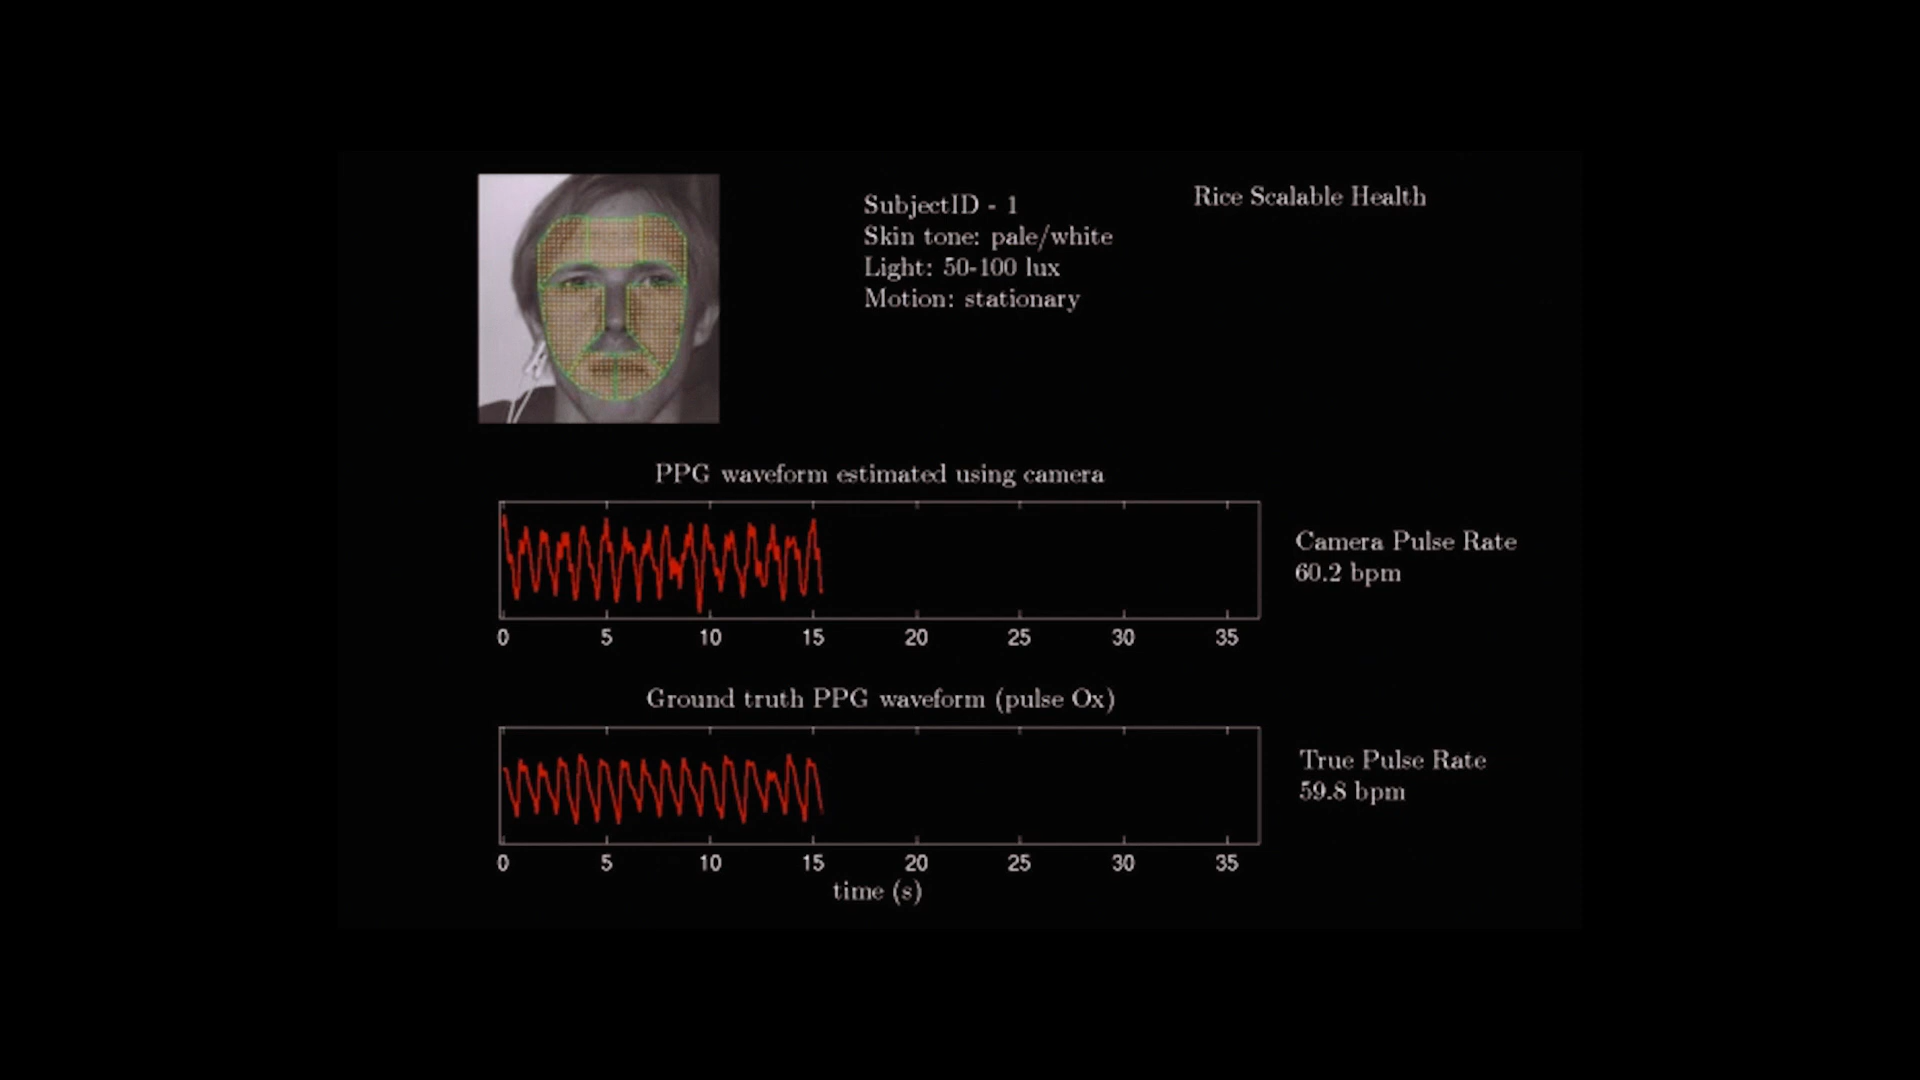 SubjectID - 1
Skin tone: pale/white
Light: 50-100 lux
Motion: stationary
Rice Scalable Health
PPG waveform estimated using camera
0 5 10 15 20 25 30 35
Camera Pulse Rate
60.2 bpm
Ground truth PPG waveform (pulse Ox)
0 5 10 15 20 25 30 35
time (s)
True Pulse Rate
59.8 bpm